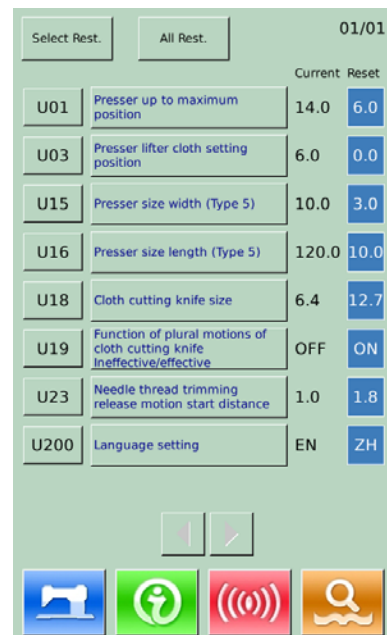 Select Rest. All Rest. 01/01
Current Reset
U01 Presser up to maximum position 14.0 6.0
U03 Presser lifter cloth setting position 6.0 0.0
U15 Presser size width (Type 5) 10.0 3.0
U16 Presser size length (Type 5) 120.0 10.0
U18 Cloth cutting knife size 6.4 12.7
U19 Function of plural motions of cloth cutting knife Ineffective/effective OFF ON
U23 Needle thread trimming release motion start distance 1.0 1.8
U200 Language setting EN ZH